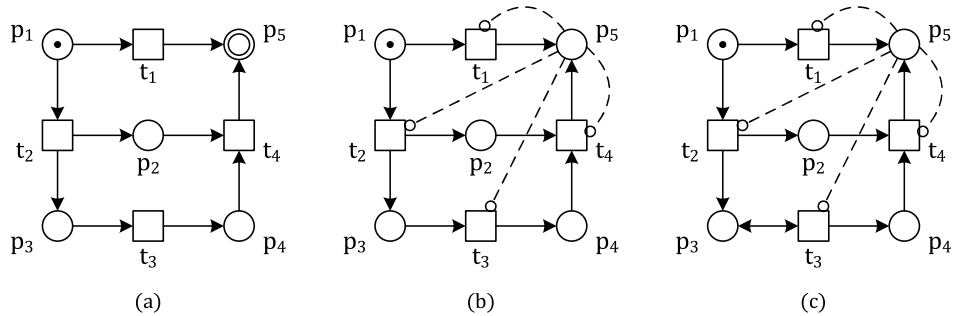 p₁ p₅ p₁ p₅ p₁ p₅
t₁ t₁ t₁
t₂ p₂ t₄ t₂ p₂ t₄ t₂ p₂ t₄
p₃ t₃ p₄ p₃ t₃ p₄ p₃ t₃ p₄
(a) (b) (c)